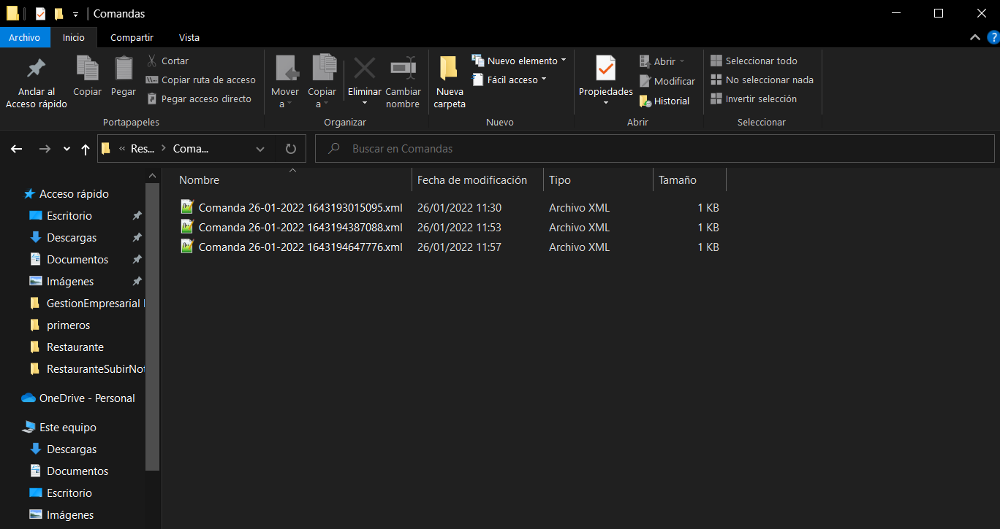 Comandas
Archivo Inicio Compartir Vista ?
Anclar al
Acceso rápido
Copiar
Pegar
Cortar
Copiar ruta de acceso
Pegar acceso directo
Portapapeles
Mover
a
Copiar
a
Eliminar
Cambiar
nombre
Organizar
Nueva
carpeta
Nuevo elemento
Fácil acceso
Nuevo
Propiedades
Abrir
Modificar
Historial
Abrir
Seleccionar todo
No seleccionar nada
Invertir selección
Seleccionar
« Res... Coma...
Buscar en Comandas
Acceso rápido
Escritorio
Descargas
Documentos
Imágenes
GestionEmpresarial
primeros
Restaurante
RestauranteSubirNot
OneDrive - Personal
Este equipo
Descargas
Documentos
Escritorio
Imágenes
Nombre Fecha de modificación Tipo Tamaño
Comanda 26-01-2022 1643193015095.xml 26/01/2022 11:30 Archivo XML 1 KB
Comanda 26-01-2022 1643194387088.xml 26/01/2022 11:53 Archivo XML 1 KB
Comanda 26-01-2022 1643194647776.xml 26/01/2022 11:57 Archivo XML 1 KB